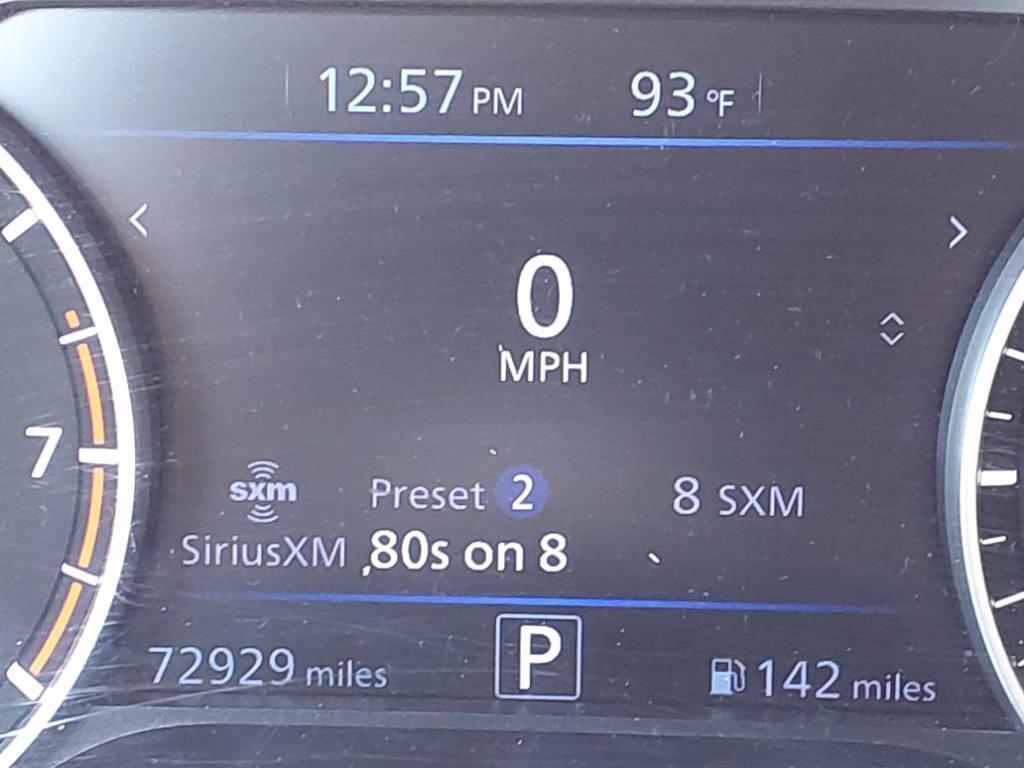 12:57 PM 93 °F
0
MPH
7
sxm Preset 2 8 SXM
SiriusXM 80s on 8
72929 miles P 142 miles